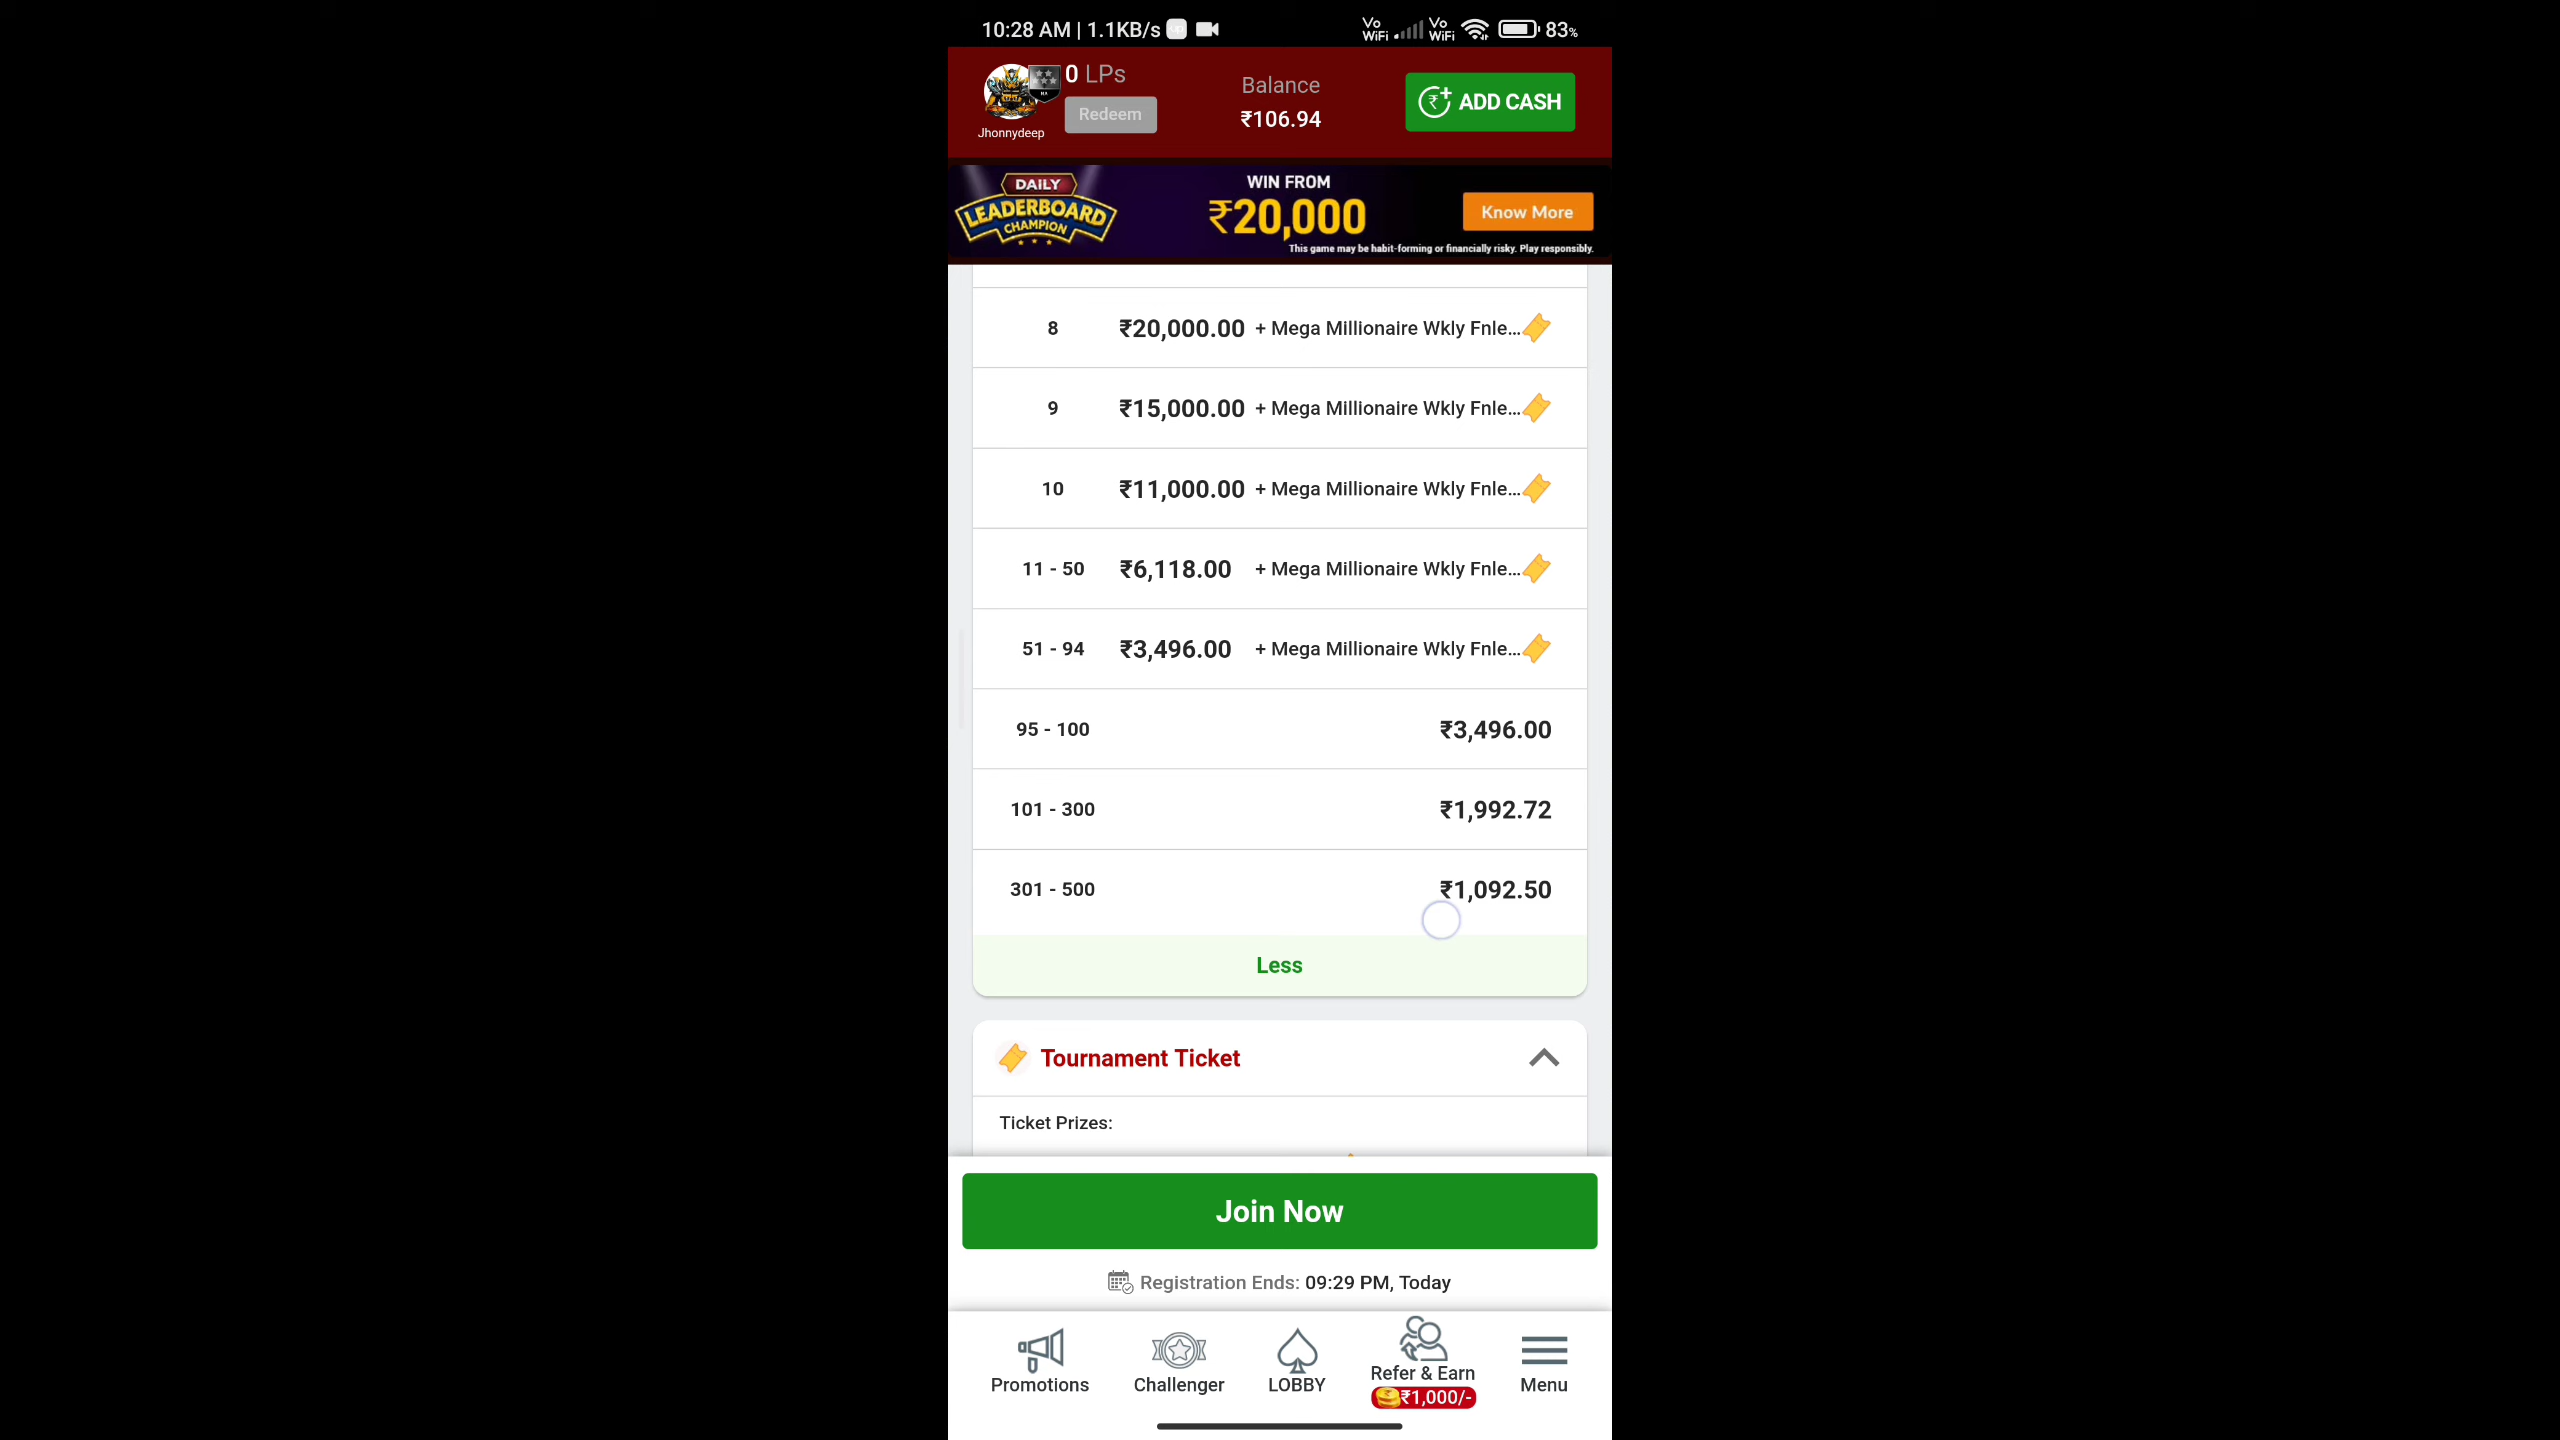 10:28 AM | 1.1KB/s
Vo WiFi Vo WiFi 83%
0 LPs
Redeem
Jhonnydeep
Balance
₹106.94
ADD CASH
DAILY
LEADERBOARD
CHAMPION
WIN FROM
₹20,000
Know More
This game may be habit-forming or financially risky. Play responsibly.
8 ₹20,000.00 + Mega Millionaire Wkly Fnle...
9 ₹15,000.00 + Mega Millionaire Wkly Fnle...
10 ₹11,000.00 + Mega Millionaire Wkly Fnle...
11 - 50 ₹6,118.00 + Mega Millionaire Wkly Fnle...
51 - 94 ₹3,496.00 + Mega Millionaire Wkly Fnle...
95 - 100 ₹3,496.00
101 - 300 ₹1,992.72
301 - 500 ₹1,092.50
Less
Tournament Ticket
Ticket Prizes:
Join Now
Registration Ends: 09:29 PM, Today
Promotions Challenger LOBBY Refer & Earn Menu
₹1,000/-